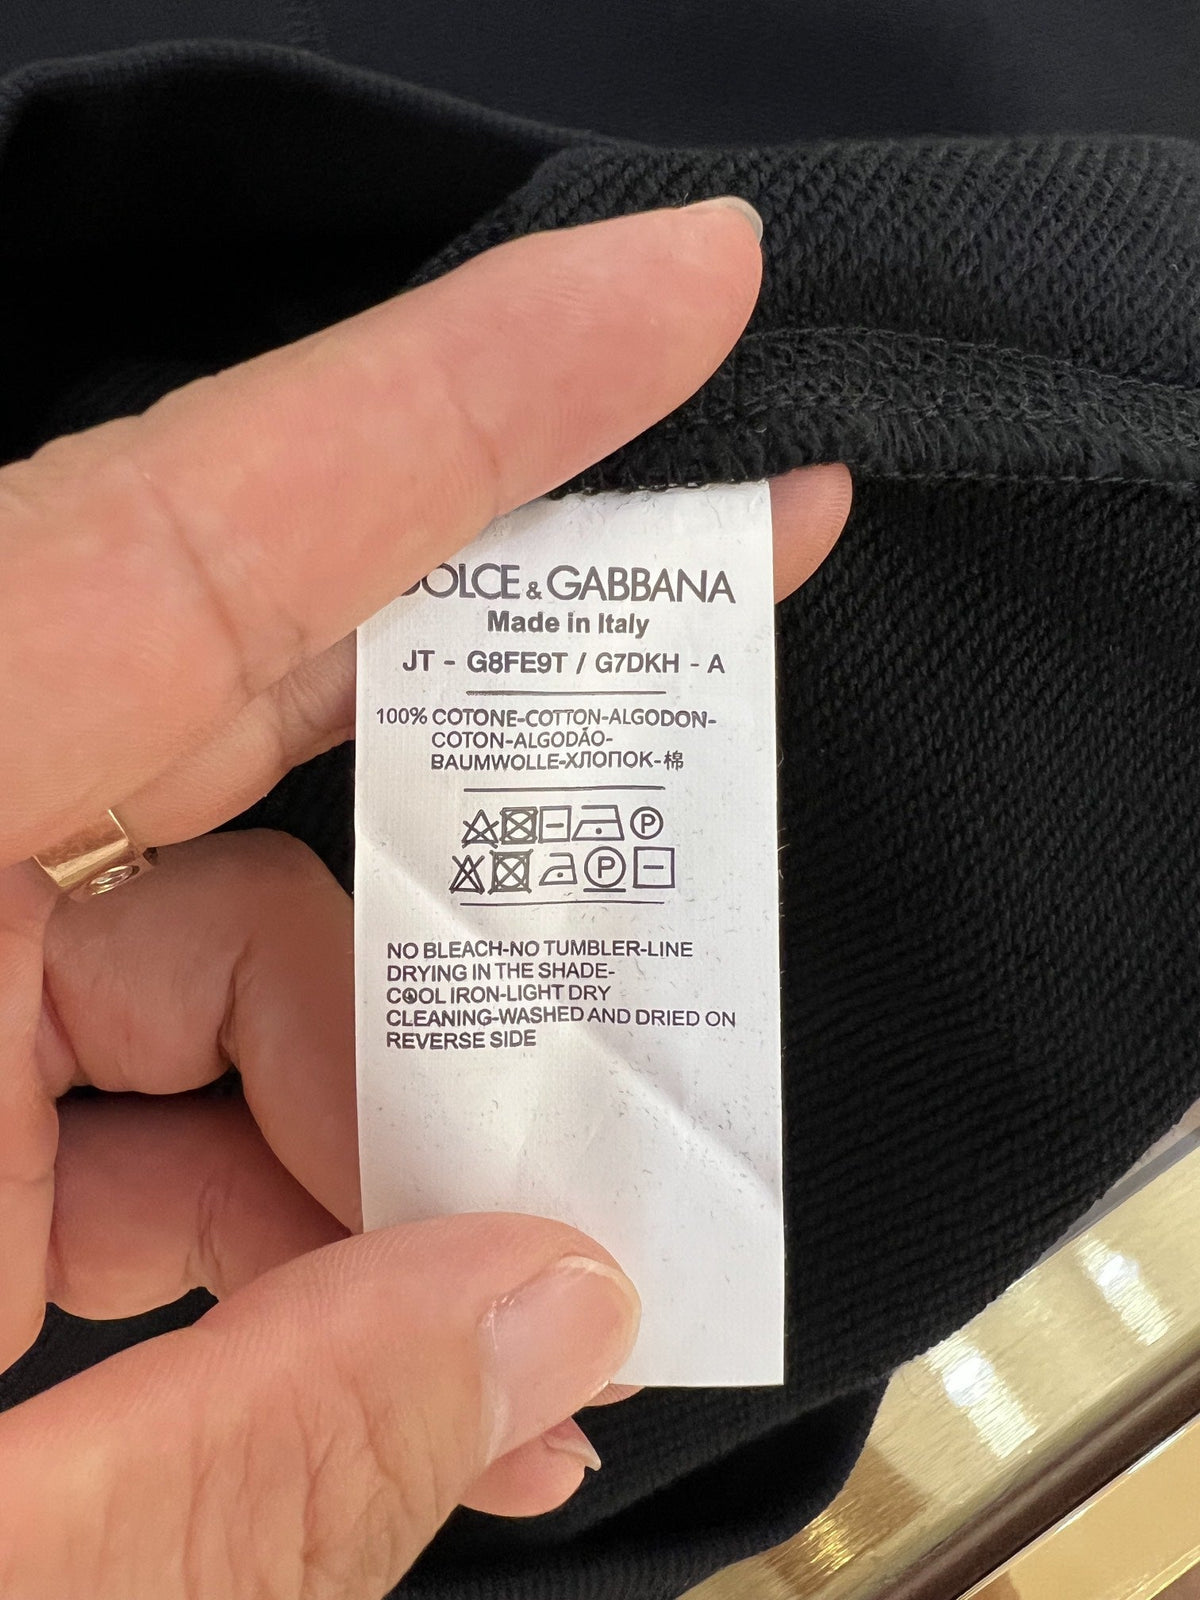 OLCE & GABBANA
Made in Italy
JT - G8FE9T / G7DKH - A
100% COTONE-COTTON-ALGODON-
COTON-ALGODÃO-
BAUMWOLLE-ХЛОПОК-棉
P
P
NO BLEACH-NO TUMBLER-LINE
DRYING IN THE SHADE-
COOL IRON-LIGHT DRY
CLEANING-WASHED AND DRIED ON
REVERSE SIDE